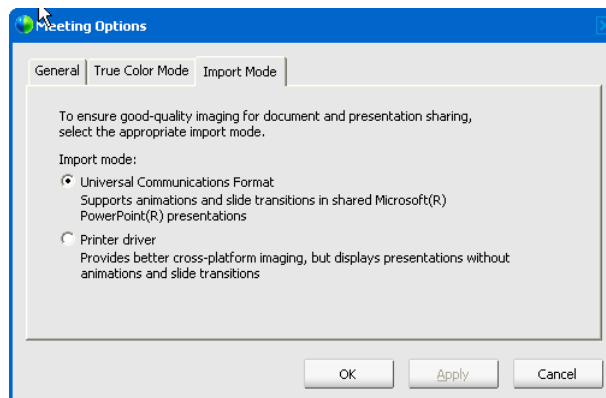 Meeting Options
General True Color Mode Import Mode
To ensure good-quality imaging for document and presentation sharing,
select the appropriate import mode.
Import mode:
Universal Communications Format
Supports animations and slide transitions in shared Microsoft(R)
PowerPoint(R) presentations
Printer driver
Provides better cross-platform imaging, but displays presentations without
animations and slide transitions
OK Apply Cancel